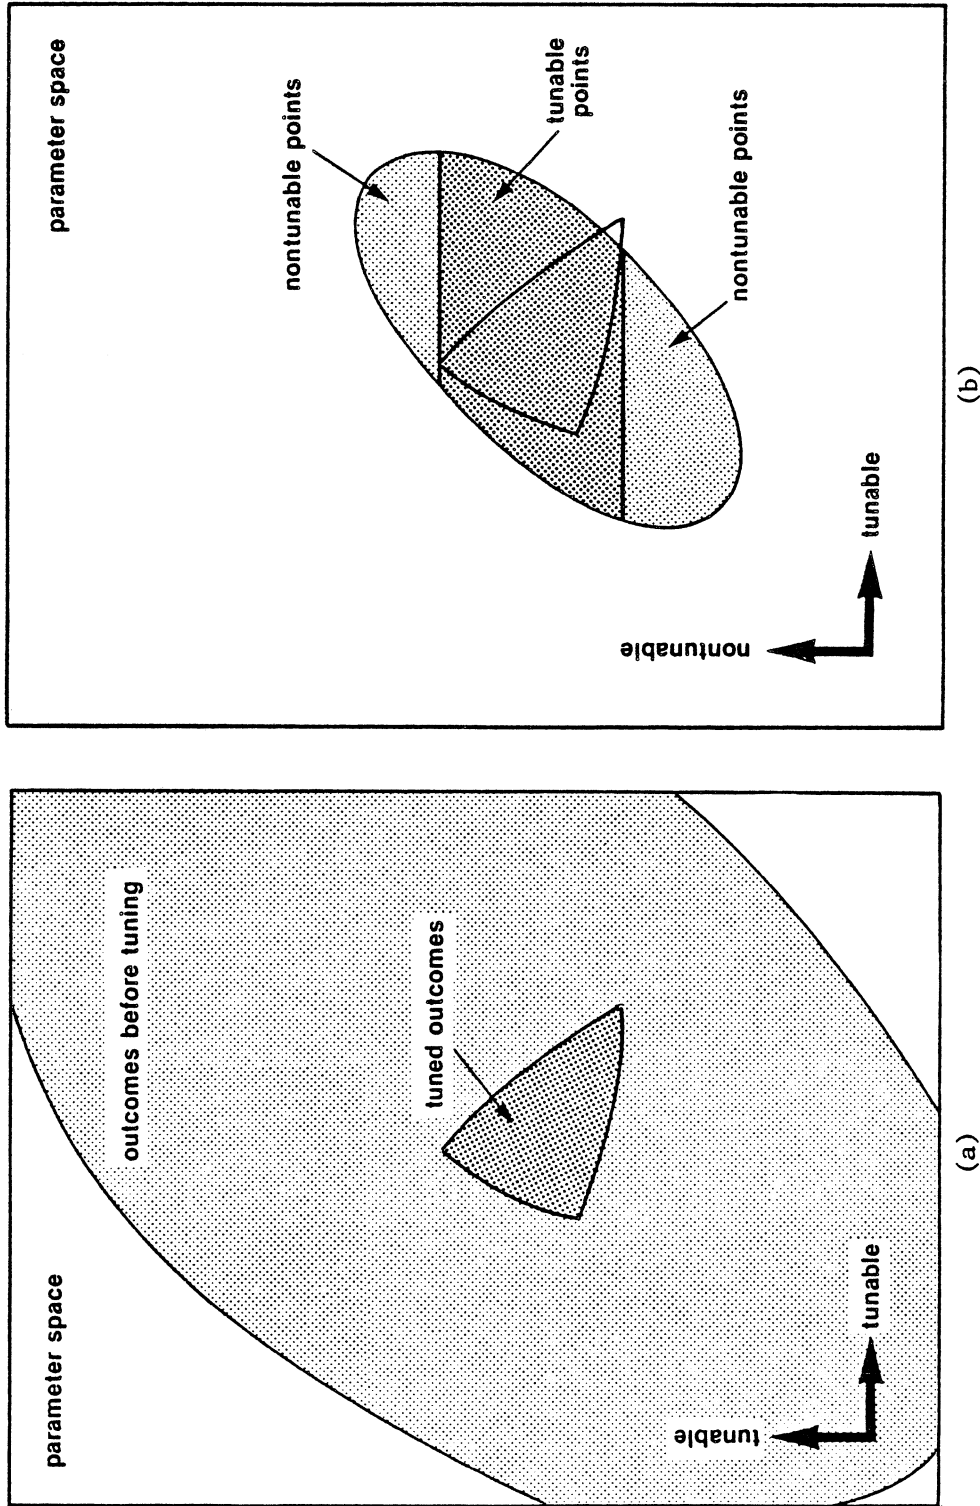 parameter space
outcomes before tuning
tuned outcomes
tunable
tunable
(a)
parameter space
nontunable points
tunable
points
nontunable points
nontunable
tunable
(b)